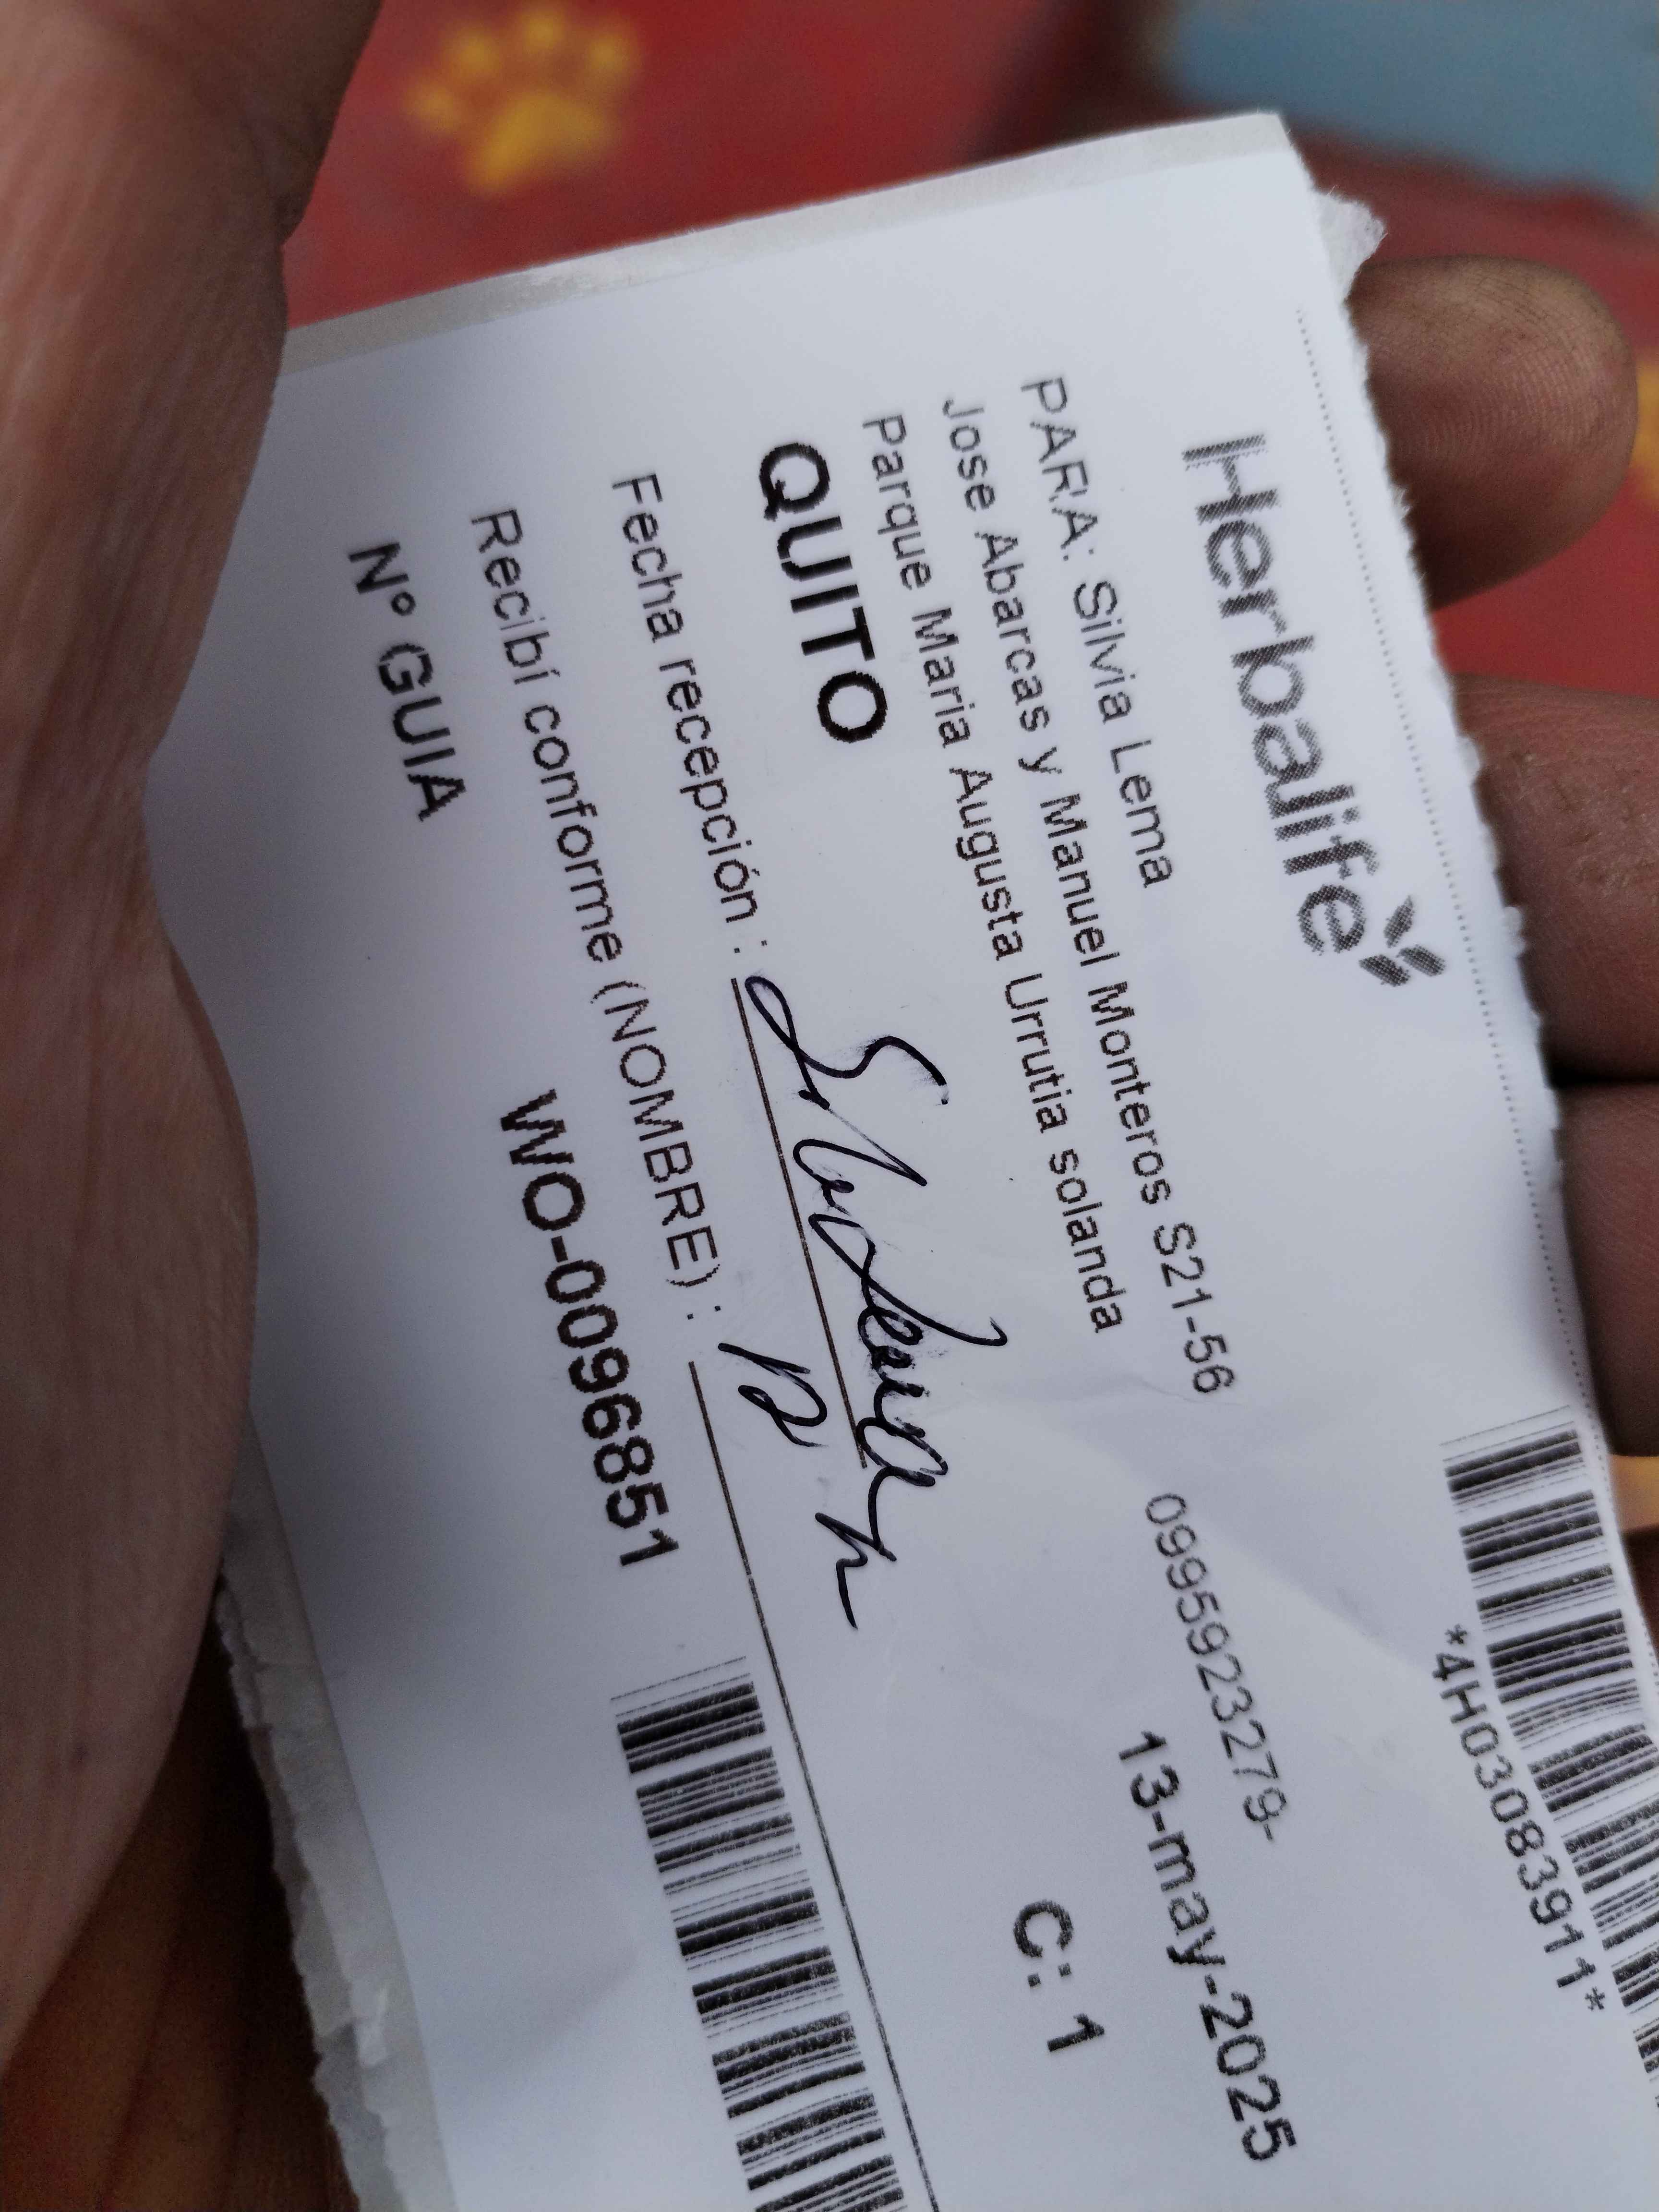 Herbalife
*4H03083911*
PARA: Silvia Lema
0995923279-
Jose Abarcas y Manuel Monteros S21-56
13-may-2025
Parque Maria Augusta Urrutia solanda
QUITO
C: 1
Fecha recepción :
Recibí conforme (NOMBRE) :
Nº GUIA
WO-0096851